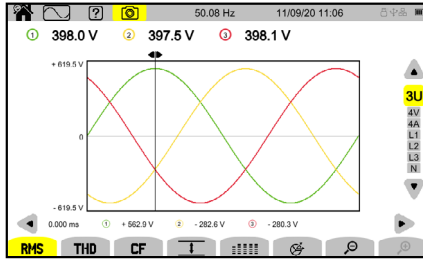 ? 50.08 Hz 11/09/20 11:06
1 398.0 V 2 397.5 V 3 398.1 V
+ 619.5 V
3U
4V
4A
L1
L2
L3
N
0
- 619.5 V
0.000 ms 1 + 562.9 V 2 - 282.6 V 3 - 280.3 V
RMS THD CF